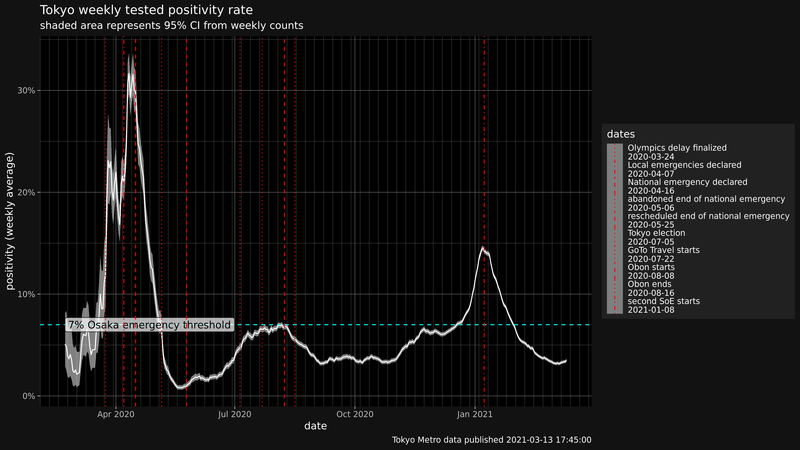 Tokyo weekly tested positivity rate
shaded area represents 95% CI from weekly counts
positivity (weekly average)
30%
20%
10%
0%
7% Osaka emergency threshold
Apr 2020
Jul 2020
Oct 2020
Jan 2021
date
Tokyo Metro data published 2021-03-13 17:45:00
dates
Olympics delay finalized
2020-03-24
Local emergencies declared
2020-04-07
National emergency declared
2020-04-16
abandoned end of national emergency
2020-05-06
rescheduled end of national emergency
2020-05-25
Tokyo election
2020-07-05
GoTo Travel starts
2020-07-22
Obon starts
2020-08-08
Obon ends
2020-08-16
second SoE starts
2021-01-08